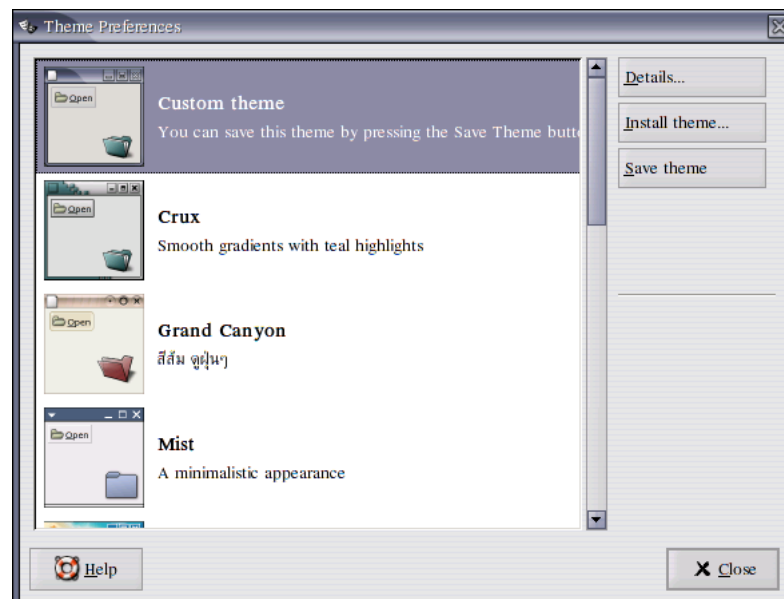 Theme Preferences
Open
Custom theme
You can save this theme by pressing the Save Theme butto
Open
Crux
Smooth gradients with teal highlights
Open
Grand Canyon
สีส้ม ดูฝุ่นๆ
Open
Mist
A minimalistic appearance
Details...
Install theme...
Save theme
Help
Close